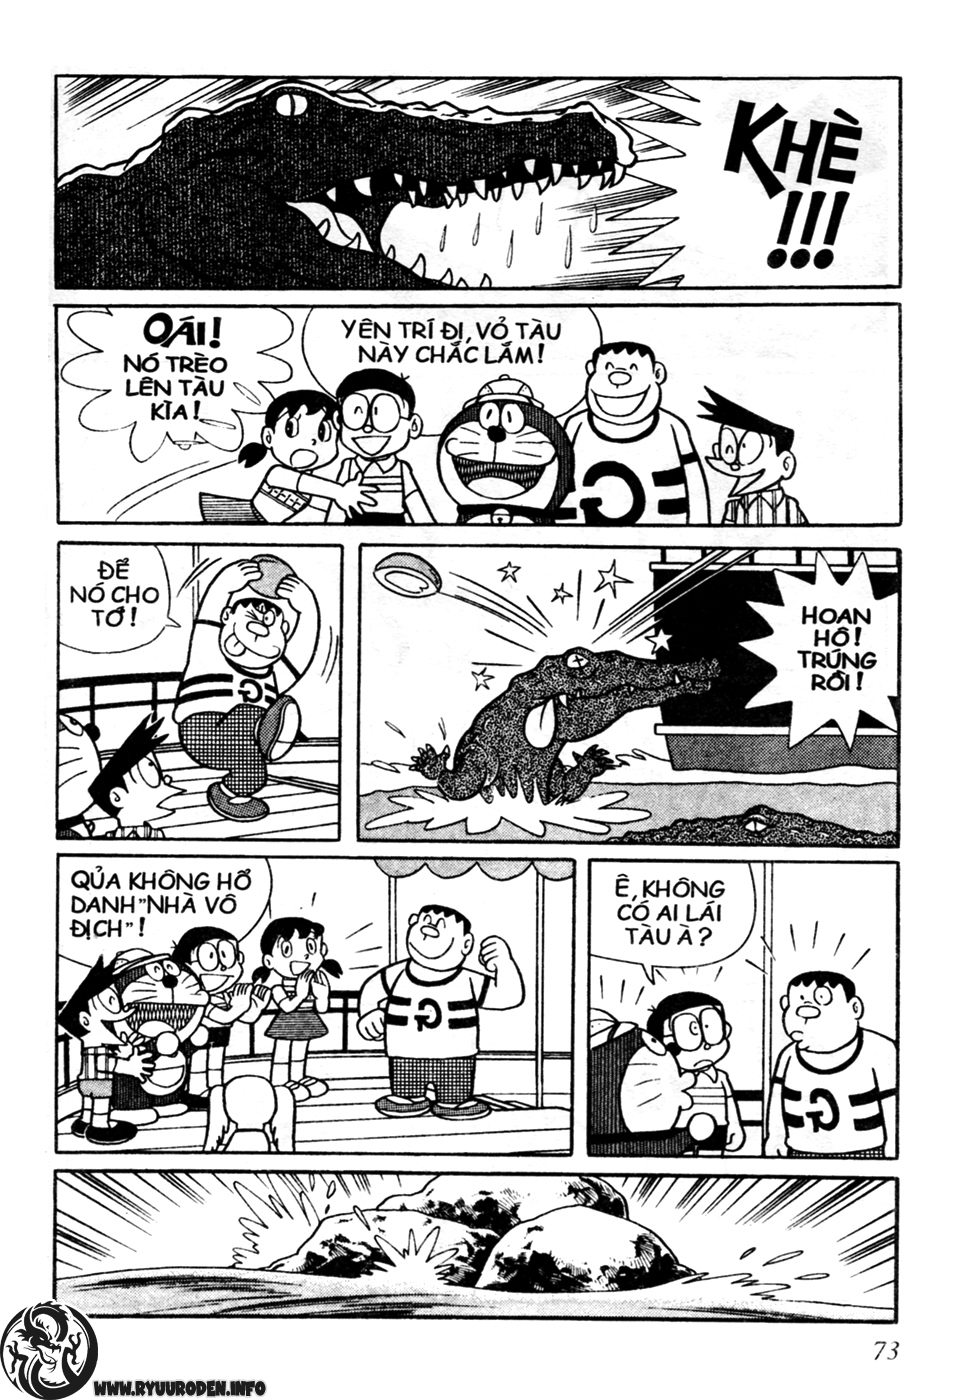 KHÈ
!!!
OÁI!
NÓ TRÈO
LÊN TÀU
KÌA!
YÊN TRÍ ĐI, VỎ TÀU
NÀY CHẮC LẮM!
G
ĐỂ
NÓ CHO
TỚ!
G
HOAN
HÔ!
TRÚNG
RỒI!
QỦA KHÔNG HỔ
DANH "NHÀ VÔ
ĐỊCH"!
G
Ê, KHÔNG
CÓ AI LÁI
TÀU À?
G
73
WWW.RYUURODEN.INFO